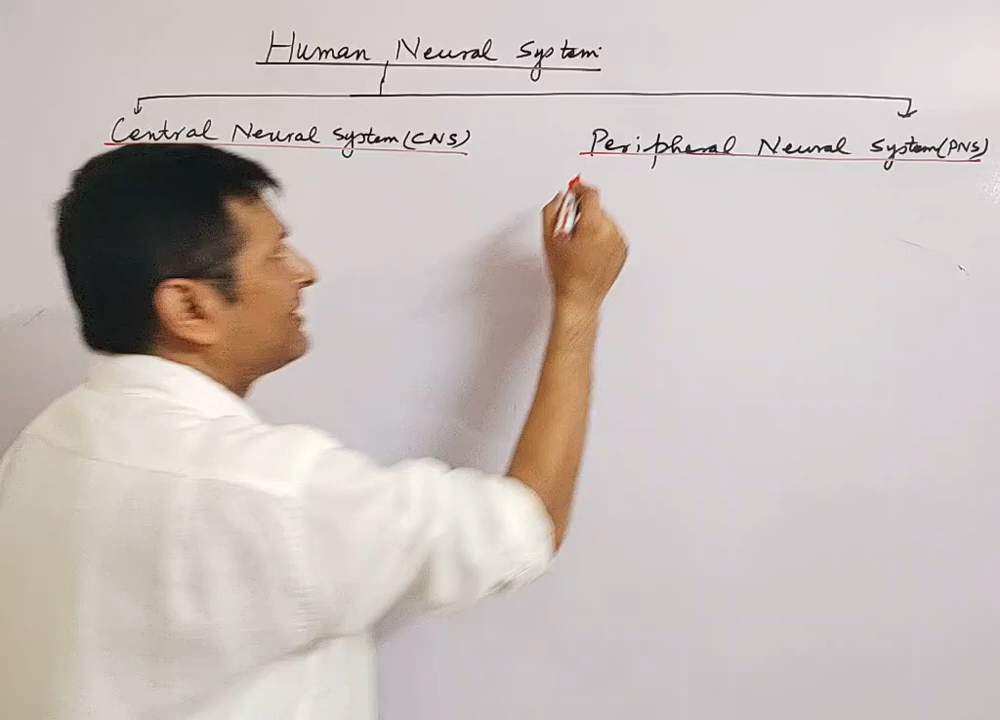 Human Neural System
Central Neural System(CNS)
Peripheral Neural System(PNS)